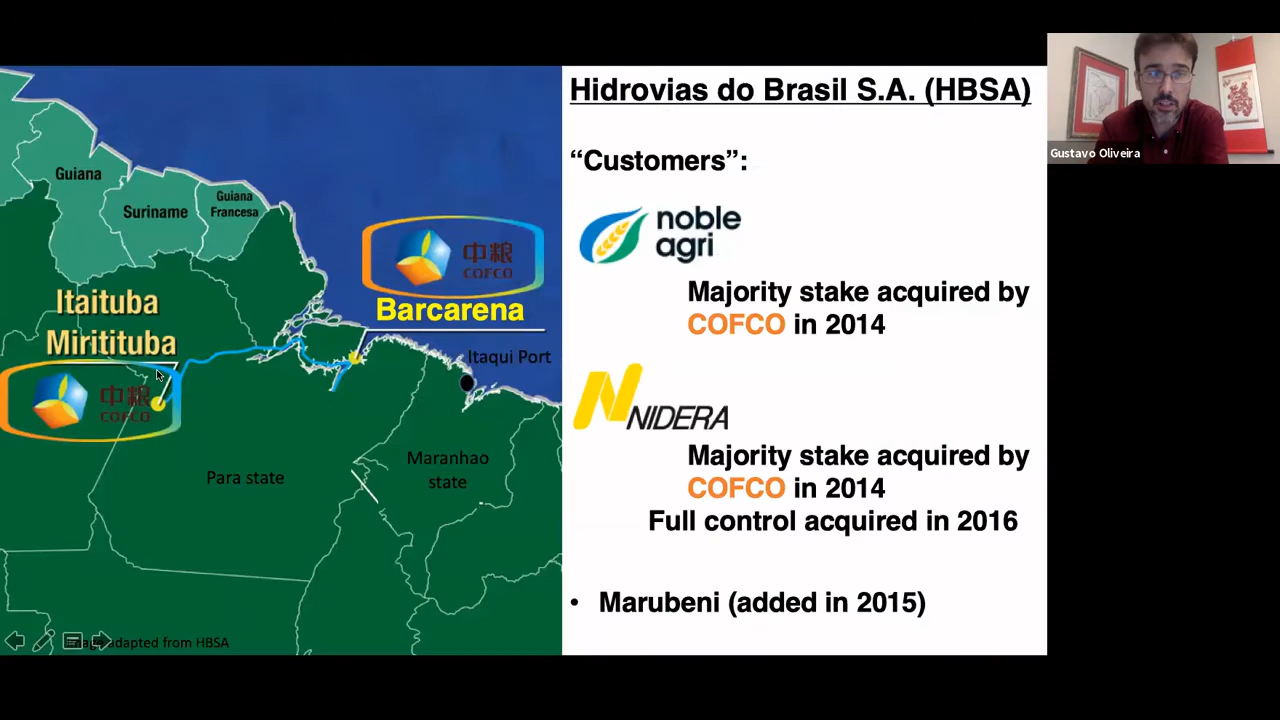 Hidrovias do Brasil S.A. (HBSA)
“Customers”:
noble
agri
Majority stake acquired by
COFCO in 2014
NIDERA
Majority stake acquired by
COFCO in 2014
Full control acquired in 2016
• Marubeni (added in 2015)
Guiana
Suriname
Guiana
Francesa
中粮
COFCO
Barcarena
Itaituba
Miritituba
中粮
COFCO
Itaqui Port
Para state
Maranhao
state
adapted from HBSA
Gustavo Oliveira